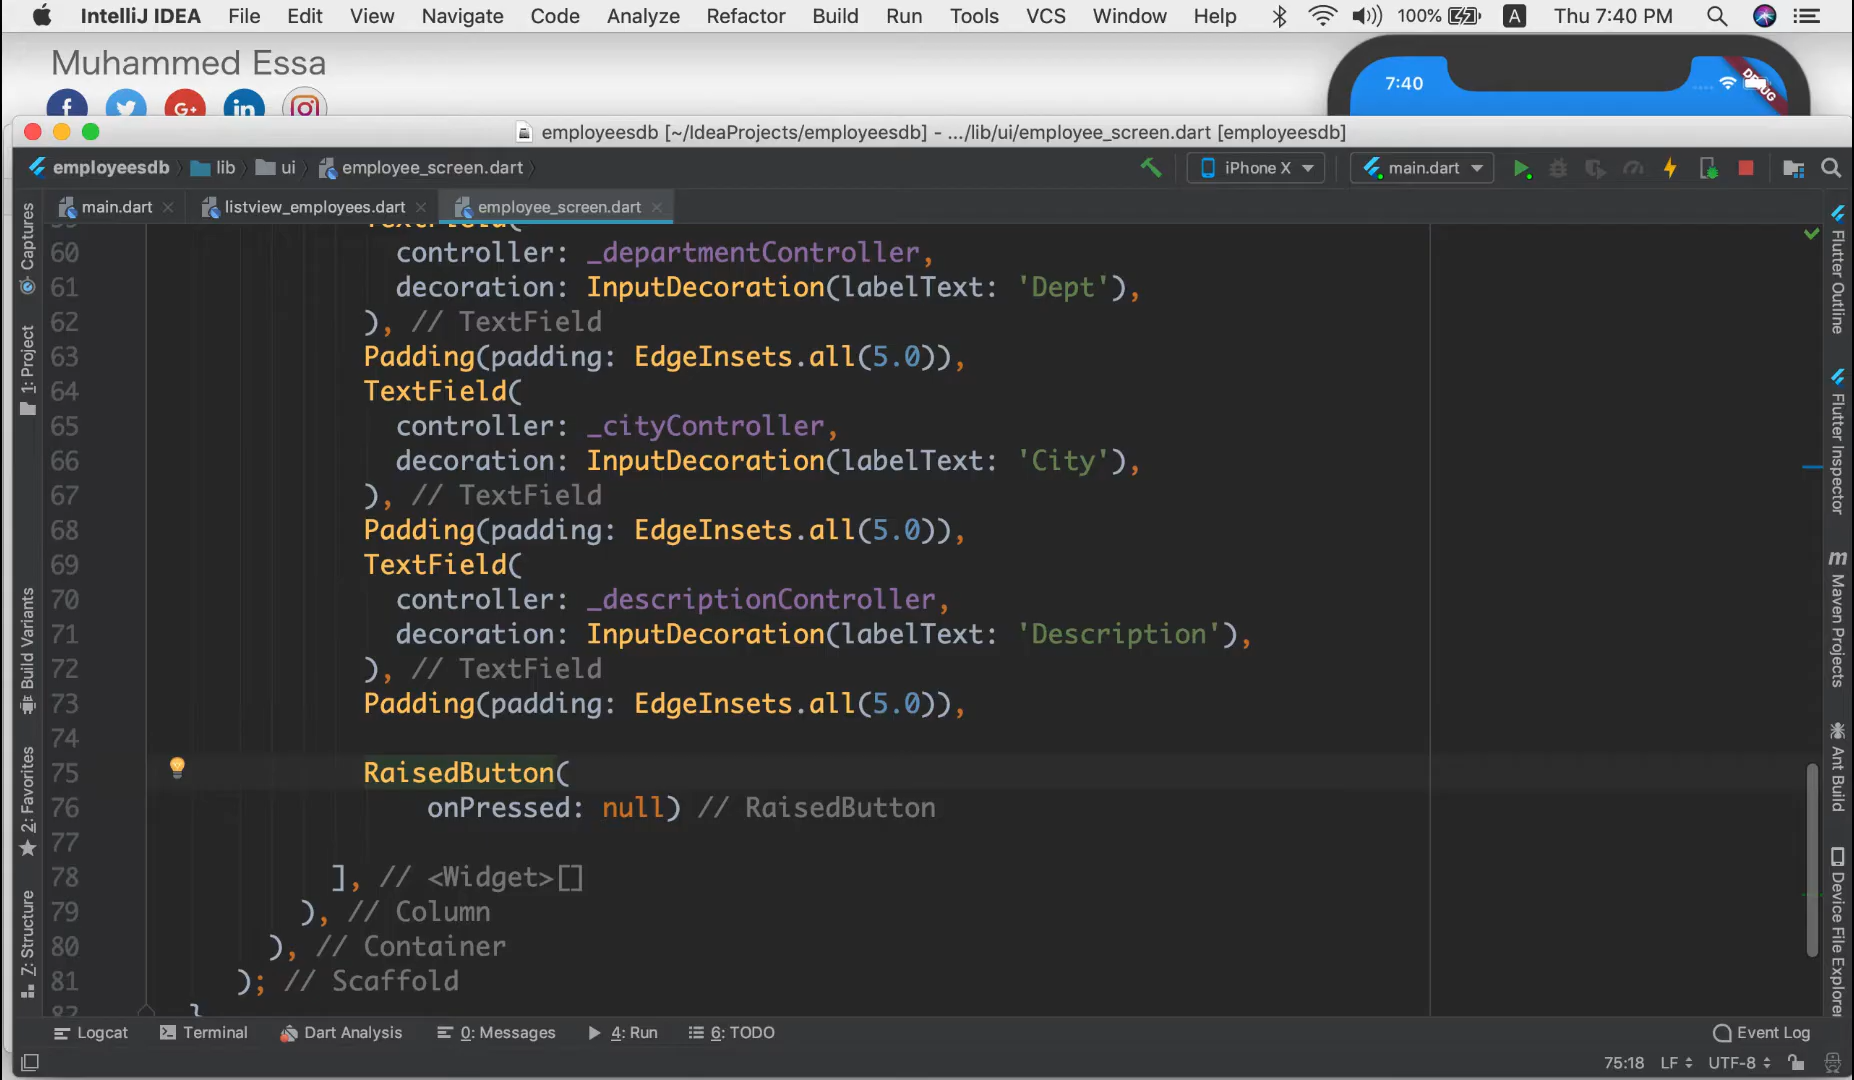 IntelliJ IDEA File Edit View Navigate Code Analyze Refactor Build Run Tools VCS Window Help 100% A Thu 7:40 PM
Muhammed Essa
7:40
DEBUG
f G+ in
employeesdb [~/IdeaProjects/employeesdb] - .../lib/ui/employee_screen.dart [employeesdb]
employeesdb lib ui employee_screen.dart iPhone X main.dart
main.dart listview_employees.dart employee_screen.dart
59 TextField(
60 controller: _departmentController,
61 decoration: InputDecoration(labelText: 'Dept'),
62 ), // TextField
63 Padding(padding: EdgeInsets.all(5.0)),
64 TextField(
65 controller: _cityController,
66 decoration: InputDecoration(labelText: 'City'),
67 ), // TextField
68 Padding(padding: EdgeInsets.all(5.0)),
69 TextField(
70 controller: _descriptionController,
71 decoration: InputDecoration(labelText: 'Description'),
72 ), // TextField
73 Padding(padding: EdgeInsets.all(5.0)),
74
75 RaisedButton(
76 onPressed: null) // RaisedButton
77
78 ], // <Widget>[]
79 ), // Column
80 ), // Container
81 ); // Scaffold
82 }
Captures
1: Project
Build Variants
2: Favorites
7: Structure
Flutter Outline
Flutter Inspector
m Maven Projects
Ant Build
Device File Explorer
Logcat Terminal Dart Analysis 0: Messages 4: Run 6: TODO Event Log
75:18 LF UTF-8